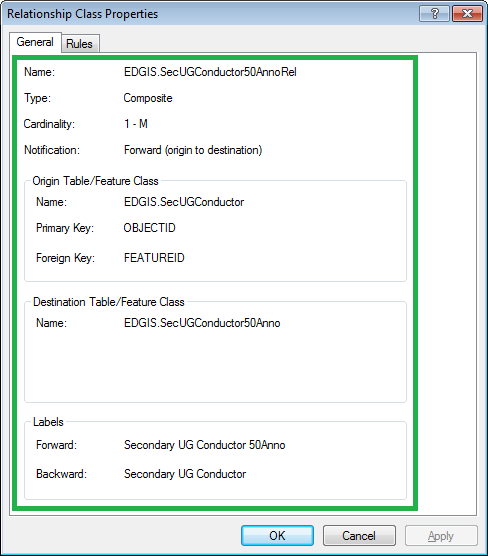 Relationship Class Properties
General Rules
Name: EDGIS.SecUGConductor50AnnoRel
Type: Composite
Cardinality: 1 - M
Notification: Forward (origin to destination)
Origin Table/Feature Class
Name: EDGIS.SecUGConductor
Primary Key: OBJECTID
Foreign Key: FEATUREID
Destination Table/Feature Class
Name: EDGIS.SecUGConductor50Anno
Labels
Forward: Secondary UG Conductor 50Anno
Backward: Secondary UG Conductor
OK Cancel Apply